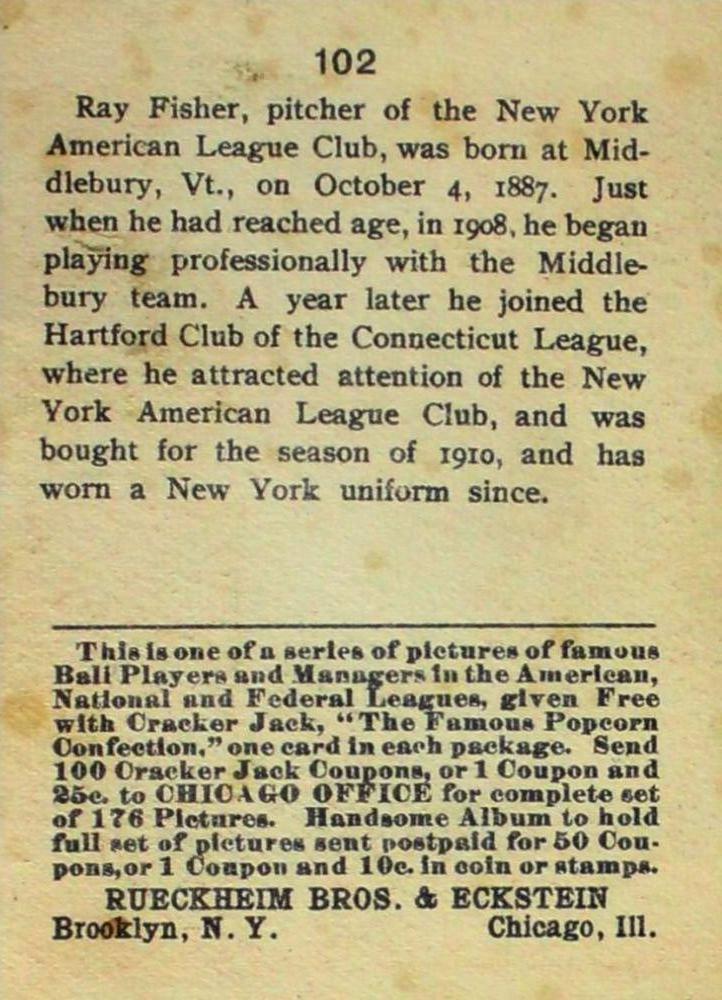 102
Ray Fisher, pitcher of the New York
American League Club, was born at Mid-
dlebury, Vt., on October 4, 1887. Just
when he had reached age, in 1908, he began
playing professionally with the Middle-
bury team. A year later he joined the
Hartford Club of the Connecticut League,
where he attracted attention of the New
York American League Club, and was
bought for the season of 1910, and has
worn a New York uniform since.
This is one of a series of pictures of famous
Ball Players and Managers in the American,
National and Federal Leagues, given Free
with Cracker Jack, "The Famous Popcorn
Confection," one card in each package. Send
100 Cracker Jack Coupons, or 1 Coupon and
25c. to CHICAGO OFFICE for complete set
of 176 Pictures. Handsome Album to hold
full set of pictures sent postpaid for 50 Cou-
pons, or 1 Coupon and 10c. in coin or stamps.
RUECKHEIM BROS. & ECKSTEIN
Brooklyn, N. Y. Chicago, Ill.